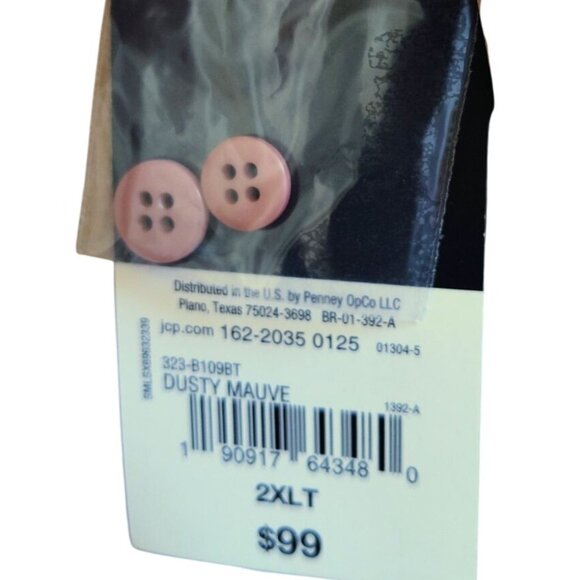 Distributed in the U.S. by Penney OpCo LLC
Plano, Texas 75024-3698 BR-01-392-A
jcp.com 162-2035 0125 01304-5
323-B109BT
DUSTY MAUVE
1392-A
1 90917 64348 0
2XLT
$99